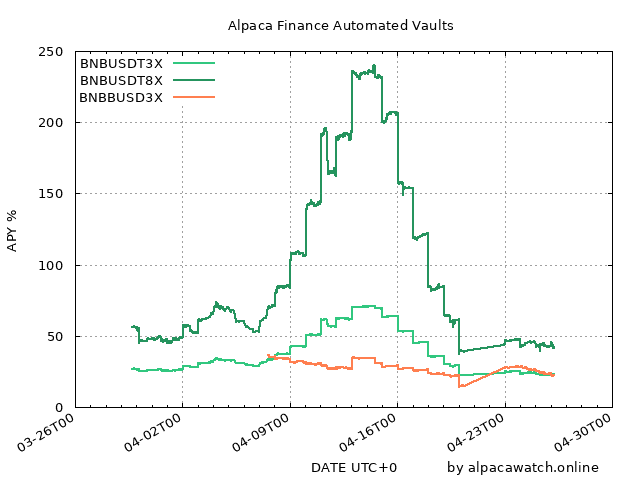 Alpaca Finance Automated Vaults
BNBUSDT3X
BNBUSDT8X
BNBBUSD3X
250
200
150
100
50
0
APY %
03-26T00
04-02T00
04-09T00
04-16T00
04-23T00
04-30T00
DATE UTC+0
by alpacawatch.online